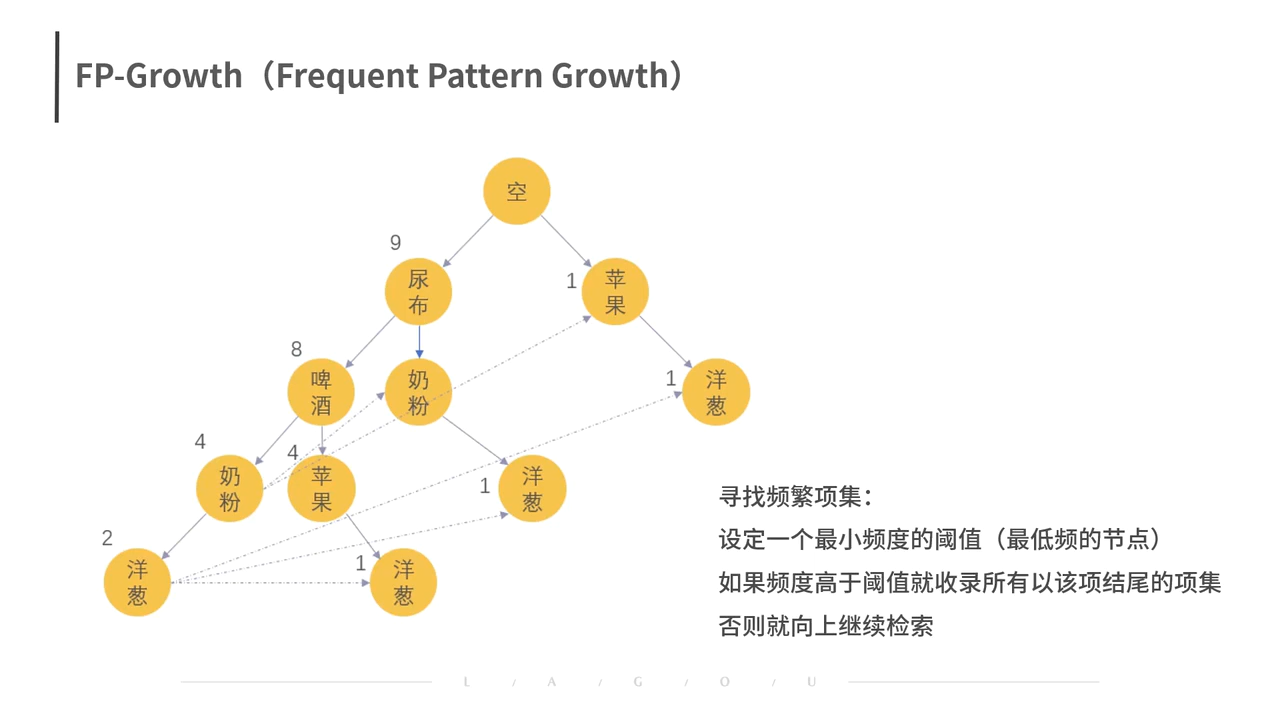 FP-Growth（Frequent Pattern Growth）
空
9
尿
布
1
苹
果
8
啤
酒
奶
粉
1
洋
葱
4
奶
粉
4
苹
果
1
洋
葱
2
洋
葱
1
洋
葱
寻找频繁项集：
设定一个最小频度的阈值（最低频的节点）
如果频度高于阈值就收录所有以该项结尾的项集
否则就向上继续检索
L / A / G / O / U